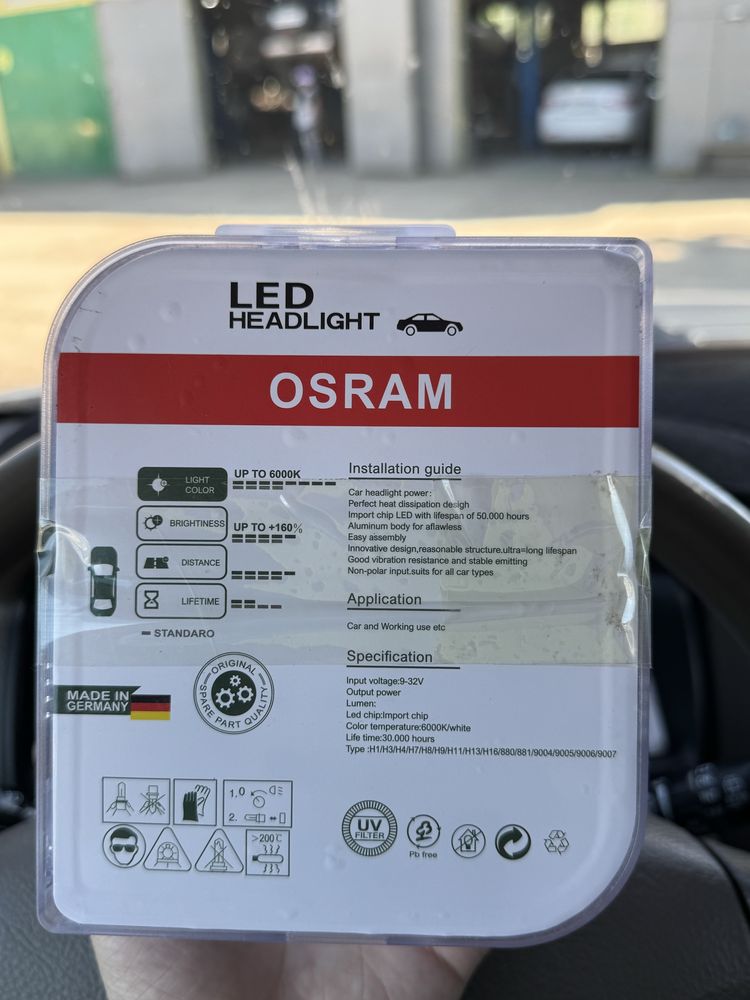 LED
HEADLIGHT
OSRAM
LIGHT
COLOR
UP TO 6000K
BRIGHTNESS
UP TO +160%
DISTANCE
LIFETIME
STANDARO
Installation guide
Car headlight power:
Perfect heat dissipation desigh
Import chip LED with lifespan of 50.000 hours
Aluminum body for aflawless
Easy assembly
Innovative design,reasonable structure.ultra=long lifespan
Good vibration resistance and stable emitting
Non-polar input.suits for all car types
Application
Car and Working use etc
Specification
Input voltage:9-32V
Output power
Lumen:
Led chip:Import chip
Color temperature:6000K/white
Life time:30.000 hours
Type :H1/H3/H4/H7/H8/H9/H11/H13/H16/880/881/9004/9005/9006/9007
MADE IN
GERMANY
ORIGINAL
SPARE PART QUALITY
1.0
2.
>200℃
UV
FILTER
Pb free